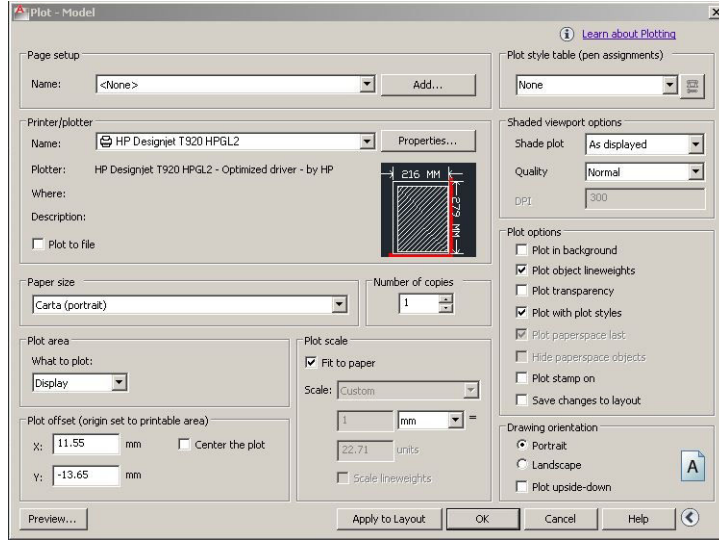 Plot - Model
Learn about Plotting
Page setup
Name: <None> Add...
Plot style table (pen assignments)
None
Printer/plotter
Name: HP Designjet T920 HPGL2 Properties...
Plotter: HP Designjet T920 HPGL2 - Optimized driver - by HP
Where:
Description:
Plot to file
216 MM
279 MM
Shaded viewport options
Shade plot As displayed
Quality Normal
DPI 300
Paper size
Carta (portrait)
Number of copies
1
Plot options
Plot in background
Plot object lineweights
Plot transparency
Plot with plot styles
Plot paperspace last
Hide paperspace objects
Plot stamp on
Save changes to layout
Plot area
What to plot:
Display
Plot scale
Fit to paper
Scale: Custom
1 mm =
22.71 units
Scale lineweights
Plot offset (origin set to printable area)
X: 11.55 mm Center the plot
Y: -13.65 mm
Drawing orientation
Portrait
Landscape
Plot upside-down
A
Preview... Apply to Layout OK Cancel Help